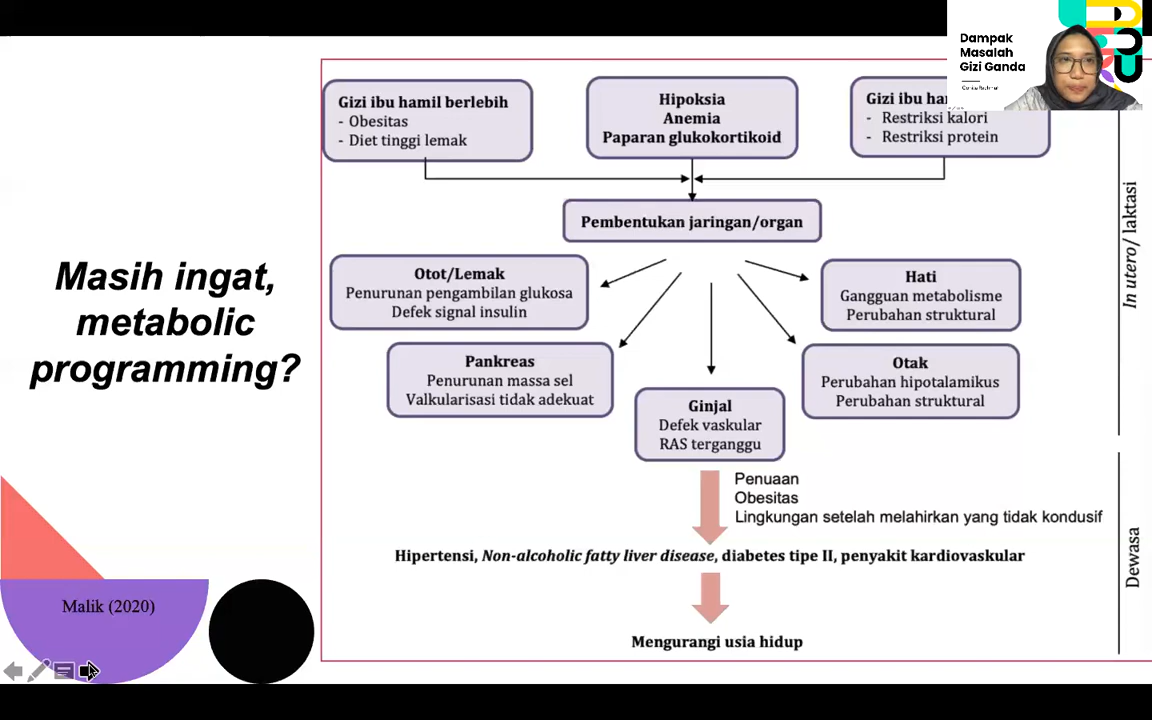 Dampak
Masalah
Gizi Ganda
Masih ingat,
metabolic
programming?
Malik (2020)
Gizi ibu hamil berlebih
- Obesitas
- Diet tinggi lemak
Hipoksia
Anemia
Paparan glukokortikoid
Gizi ibu
- Restriksi kalori
- Restriksi protein
Pembentukan jaringan/organ
Otot/Lemak
Penurunan pengambilan glukosa
Defek signal insulin
Hati
Gangguan metabolisme
Perubahan struktural
Pankreas
Penurunan massa sel
Valkularisasi tidak adekuat
Otak
Perubahan hipotalamikus
Perubahan struktural
Ginjal
Defek vaskular
RAS terganggu
Penuaan
Obesitas
Lingkungan setelah melahirkan yang tidak kondusif
Hipertensi, Non-alcoholic fatty liver disease, diabetes tipe II, penyakit kardiovaskular
Mengurangi usia hidup
In utero/ laktasi
Dewasa